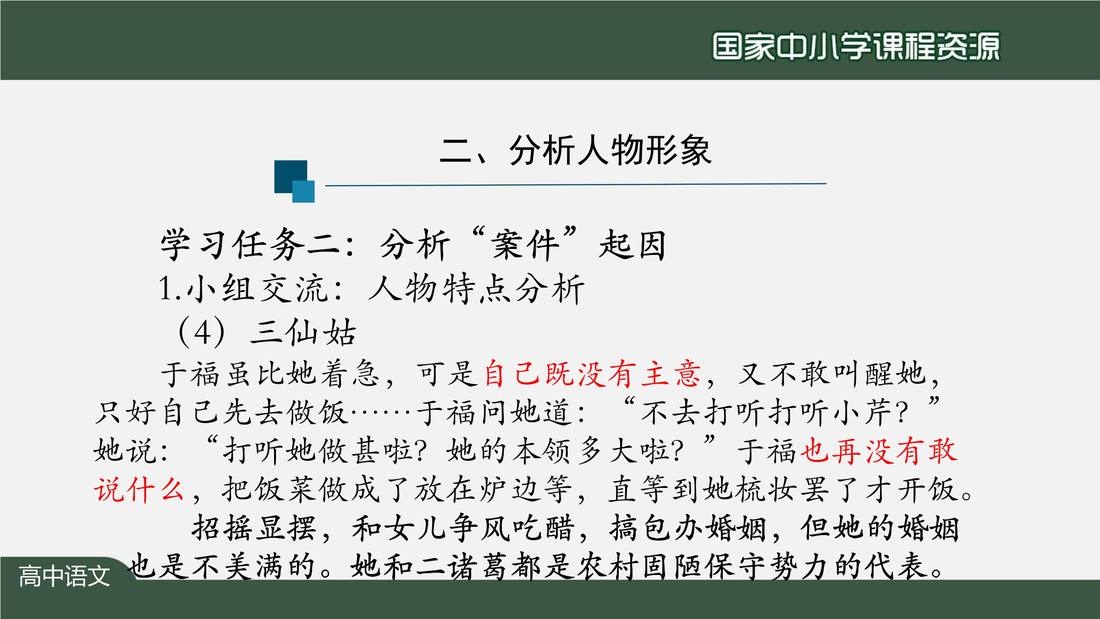 国家中小学课程资源
二、分析人物形象
学习任务二：分析“案件”起因
1.小组交流：人物特点分析
（4）三仙姑
于福虽比她着急，可是自己既没有主意，又不敢叫醒她，
只好自己先去做饭……于福问她道：“不去打听打听小芹？”
她说：“打听她做甚啦？她的本领多大啦？”于福也再没有敢
说什么，把饭菜做成了放在炉边等，直等到她梳妆罢了才开饭。
招摇显摆，和女儿争风吃醋，搞包办婚姻，但她的婚姻
也是不美满的。她和二诸葛都是农村固陋保守势力的代表。
高中语文